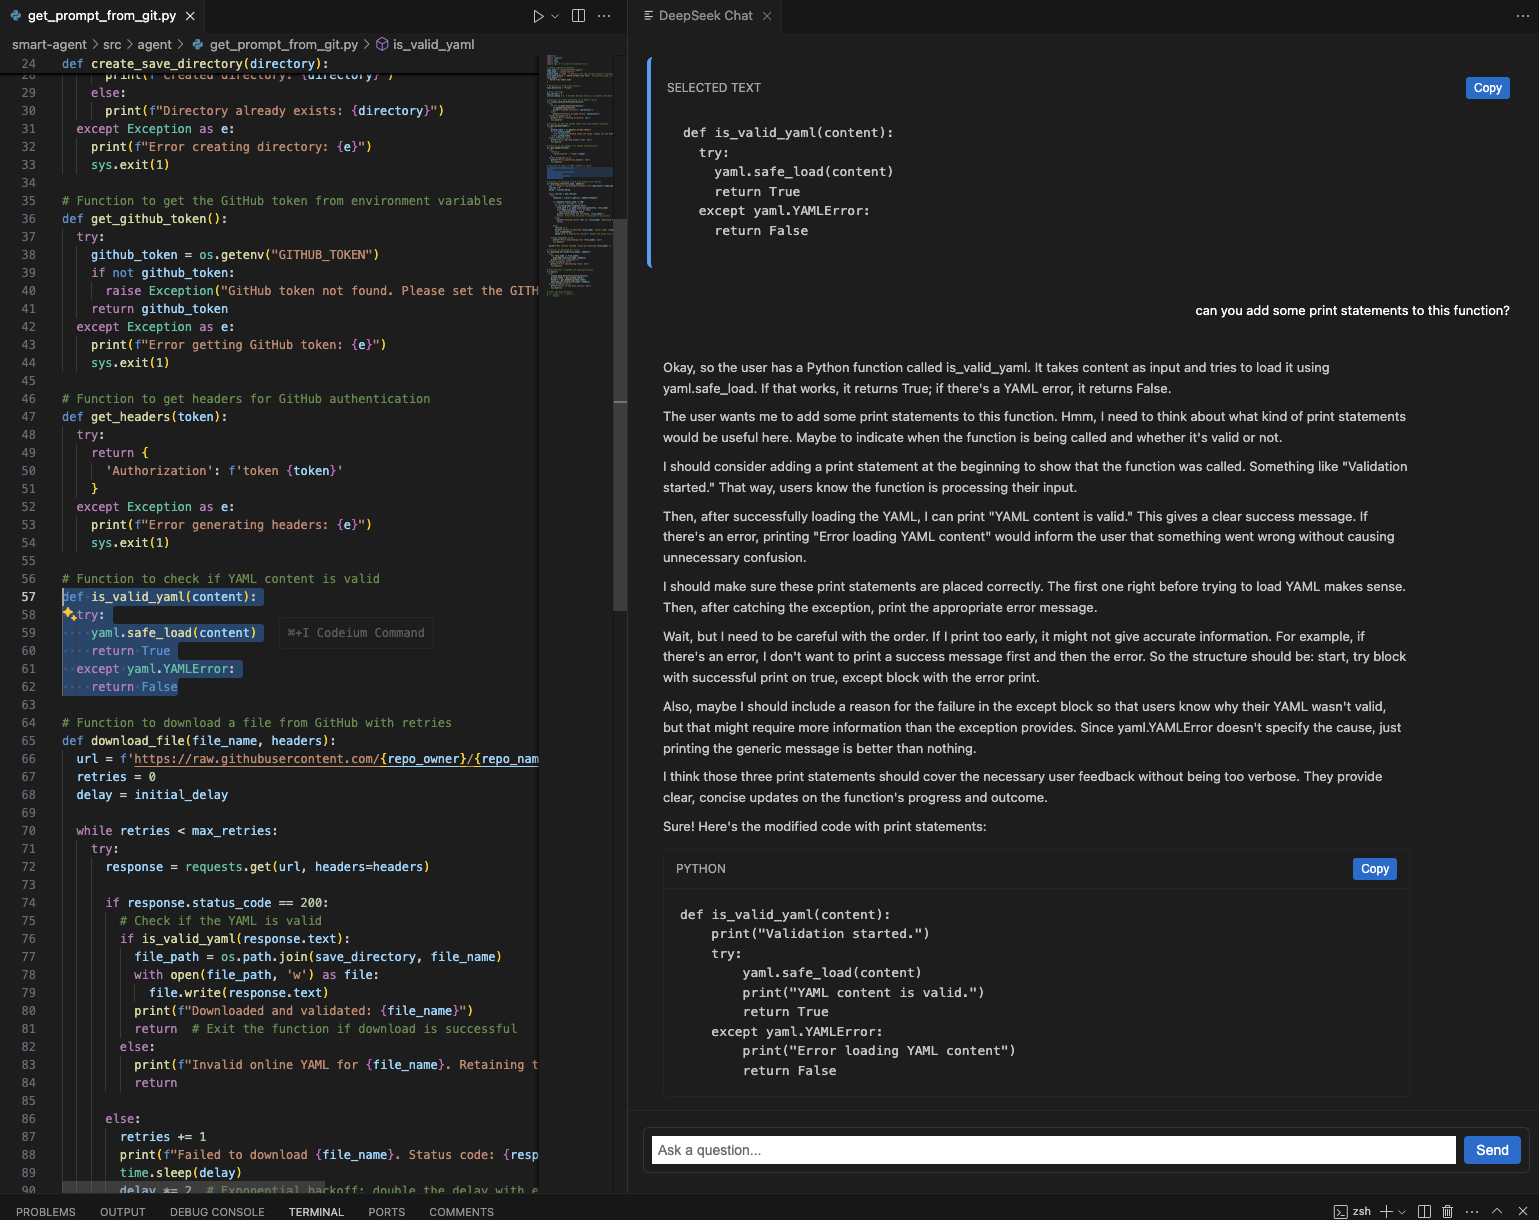 get_prompt_from_git.py
smart-agent > src > agent > get_prompt_from_git.py > is_valid_yaml
24 def create_save_directory(directory):
28 print(f"Created directory: {directory}")
29 else:
30 print(f"Directory already exists: {directory}")
31 except Exception as e:
32 print(f"Error creating directory: {e}")
33 sys.exit(1)
34
35 # Function to get the GitHub token from environment variables
36 def get_github_token():
37 try:
38 github_token = os.getenv("GITHUB_TOKEN")
39 if not github_token:
40 raise Exception("GitHub token not found. Please set the GITH
41 return github_token
42 except Exception as e:
43 print(f"Error getting GitHub token: {e}")
44 sys.exit(1)
45
46 # Function to get headers for GitHub authentication
47 def get_headers(token):
48 try:
49 return {
50 'Authorization': f'token {token}'
51 }
52 except Exception as e:
53 print(f"Error generating headers: {e}")
54 sys.exit(1)
55
56 # Function to check if YAML content is valid
57 def is_valid_yaml(content):
58 try:
59 yaml.safe_load(content) ⌘+I Codeium Command
60 return True
61 except yaml.YAMLError:
62 return False
63
64 # Function to download a file from GitHub with retries
65 def download_file(file_name, headers):
66 url = f'https://raw.githubusercontent.com/{repo_owner}/{repo_nam
67 retries = 0
68 delay = initial_delay
69
70 while retries < max_retries:
71 try:
72 response = requests.get(url, headers=headers)
73
74 if response.status_code == 200:
75 # Check if the YAML is valid
76 if is_valid_yaml(response.text):
77 file_path = os.path.join(save_directory, file_name)
78 with open(file_path, 'w') as file:
79 file.write(response.text)
80 print(f"Downloaded and validated: {file_name}")
81 return # Exit the function if download is successful
82 else:
83 print(f"Invalid online YAML for {file_name}. Retaining t
84 return
85
86 else:
87 retries += 1
88 print(f"Failed to download {file_name}. Status code: {resp
89 time.sleep(delay)
90 delay *= 2 # Exponential backoff: double the delay with e
DeepSeek Chat
SELECTED TEXT
Copy
def is_valid_yaml(content):
try:
yaml.safe_load(content)
return True
except yaml.YAMLError:
return False
can you add some print statements to this function?
Okay, so the user has a Python function called is_valid_yaml. It takes content as input and tries to load it using
yaml.safe_load. If that works, it returns True; if there's a YAML error, it returns False.
The user wants me to add some print statements to this function. Hmm, I need to think about what kind of print statements
would be useful here. Maybe to indicate when the function is being called and whether it's valid or not.
I should consider adding a print statement at the beginning to show that the function was called. Something like "Validation
started." That way, users know the function is processing their input.
Then, after successfully loading the YAML, I can print "YAML content is valid." This gives a clear success message. If
there's an error, printing "Error loading YAML content" would inform the user that something went wrong without causing
unnecessary confusion.
I should make sure these print statements are placed correctly. The first one right before trying to load YAML makes sense.
Then, after catching the exception, print the appropriate error message.
Wait, but I need to be careful with the order. If I print too early, it might not give accurate information. For example, if
there's an error, I don't want to print a success message first and then the error. So the structure should be: start, try block
with successful print on true, except block with the error print.
Also, maybe I should include a reason for the failure in the except block so that users know why their YAML wasn't valid,
but that might require more information than the exception provides. Since yaml.YAMLError doesn't specify the cause, just
printing the generic message is better than nothing.
I think those three print statements should cover the necessary user feedback without being too verbose. They provide
clear, concise updates on the function's progress and outcome.
Sure! Here's the modified code with print statements:
PYTHON
Copy
def is_valid_yaml(content):
print("Validation started.")
try:
yaml.safe_load(content)
print("YAML content is valid.")
return True
except yaml.YAMLError:
print("Error loading YAML content")
return False
Ask a question...
Send
PROBLEMS OUTPUT DEBUG CONSOLE TERMINAL PORTS COMMENTS
zsh